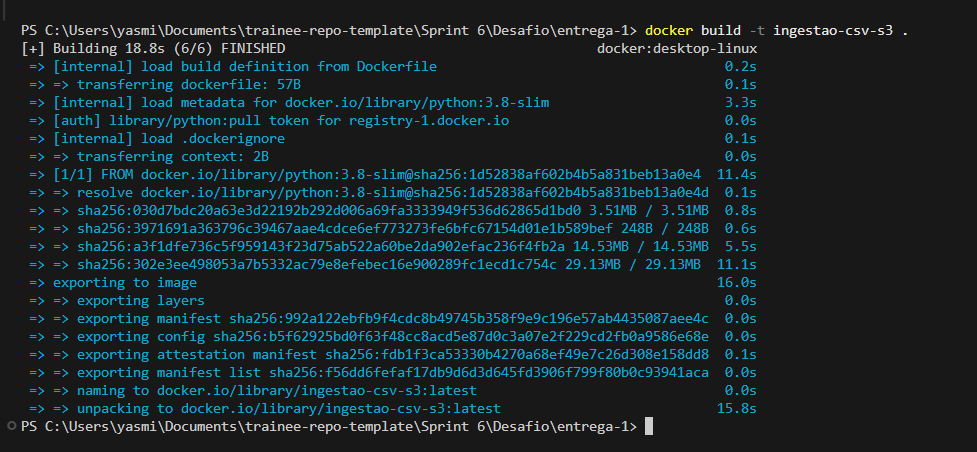 PS C:\Users\yasmi\Documents\trainee-repo-template\Sprint 6\Desafio\entrega-1> docker build -t ingestao-csv-s3 .
[+] Building 18.8s (6/6) FINISHED docker:desktop-linux
=> [internal] load build definition from Dockerfile 0.2s
=> => transferring dockerfile: 57B 0.1s
=> [internal] load metadata for docker.io/library/python:3.8-slim 3.3s
=> [auth] library/python:pull token for registry-1.docker.io 0.0s
=> [internal] load .dockerignore 0.1s
=> => transferring context: 2B 0.0s
=> [1/1] FROM docker.io/library/python:3.8-slim@sha256:1d52838af602b4b5a831beb13a0e4 11.4s
=> => resolve docker.io/library/python:3.8-slim@sha256:1d52838af602b4b5a831beb13a0e4d 0.1s
=> => sha256:030d7bdc20a63e3d22192b292d006a69fa3333949f536d62865d1bd0 3.51MB / 3.51MB 0.8s
=> => sha256:3971691a363796c39467aae4cdce6ef773273fe6bfc67154d01e1b589bef 248B / 248B 0.6s
=> => sha256:a3f1dfe736c5f959143f23d75ab522a60be2da902efac236f4fb2a 14.53MB / 14.53MB 5.5s
=> => sha256:302e3ee498053a7b5332ac79e8efebec16e900289fc1ecd1c754c 29.13MB / 29.13MB 11.1s
=> exporting to image 16.0s
=> => exporting layers 0.0s
=> => exporting manifest sha256:992a122ebfb9f4cdc8b49745b358f9e9c196e57ab4435087aee4c 0.0s
=> => exporting config sha256:b5f62925bd0f63f48cc8acd5e87d0c3a07e2f229cd2fb0a9586e68e 0.0s
=> => exporting attestation manifest sha256:fdb1f3ca53330b4270a68ef49e7c26d308e158dd8 0.1s
=> => exporting manifest list sha256:f56dd6fefaf17db9d6d3d645fd3906f799f80b0c93941aca 0.0s
=> => naming to docker.io/library/ingestao-csv-s3:latest 0.0s
=> => unpacking to docker.io/library/ingestao-csv-s3:latest 15.8s
PS C:\Users\yasmi\Documents\trainee-repo-template\Sprint 6\Desafio\entrega-1>